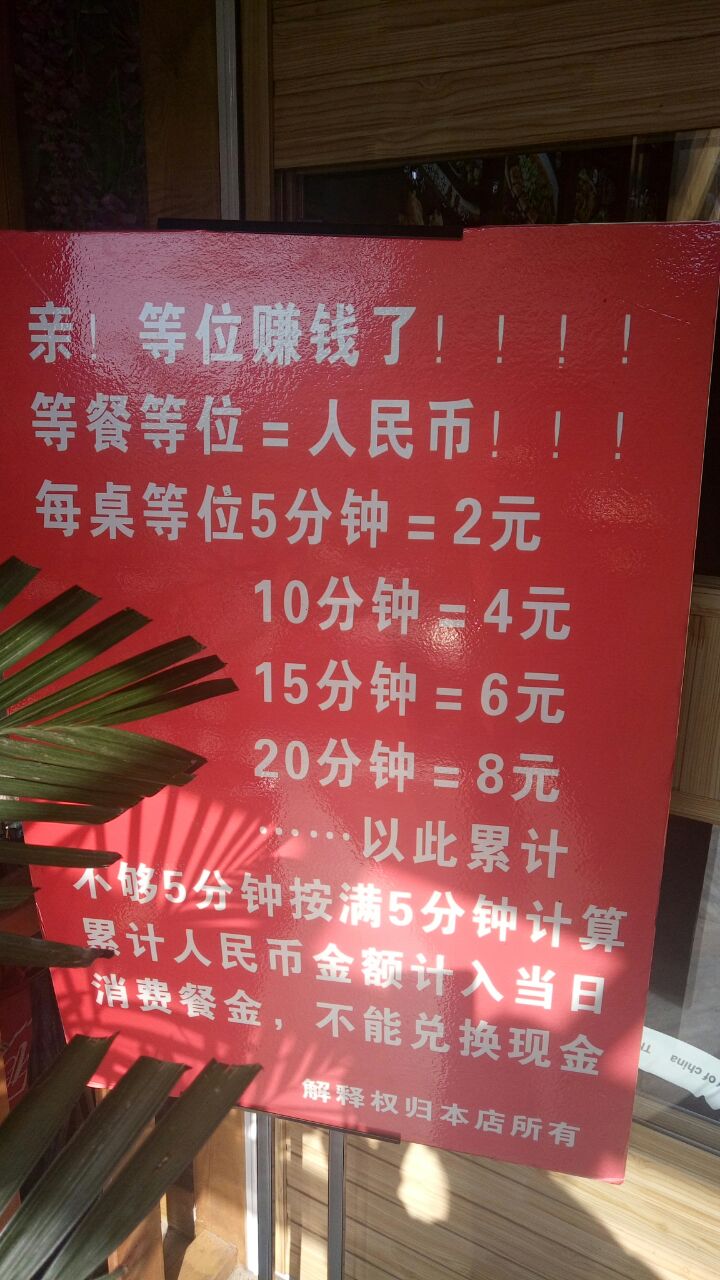 亲！等位赚钱了！！！！
等餐等位=人民币！！！
每桌等位5分钟=2元
10分钟=4元
15分钟=6元
20分钟=8元
……以此累计
不够5分钟按满5分钟计算
累计人民币金额计入当日
消费餐金，不能兑换现金
解释权归本店所有
of china